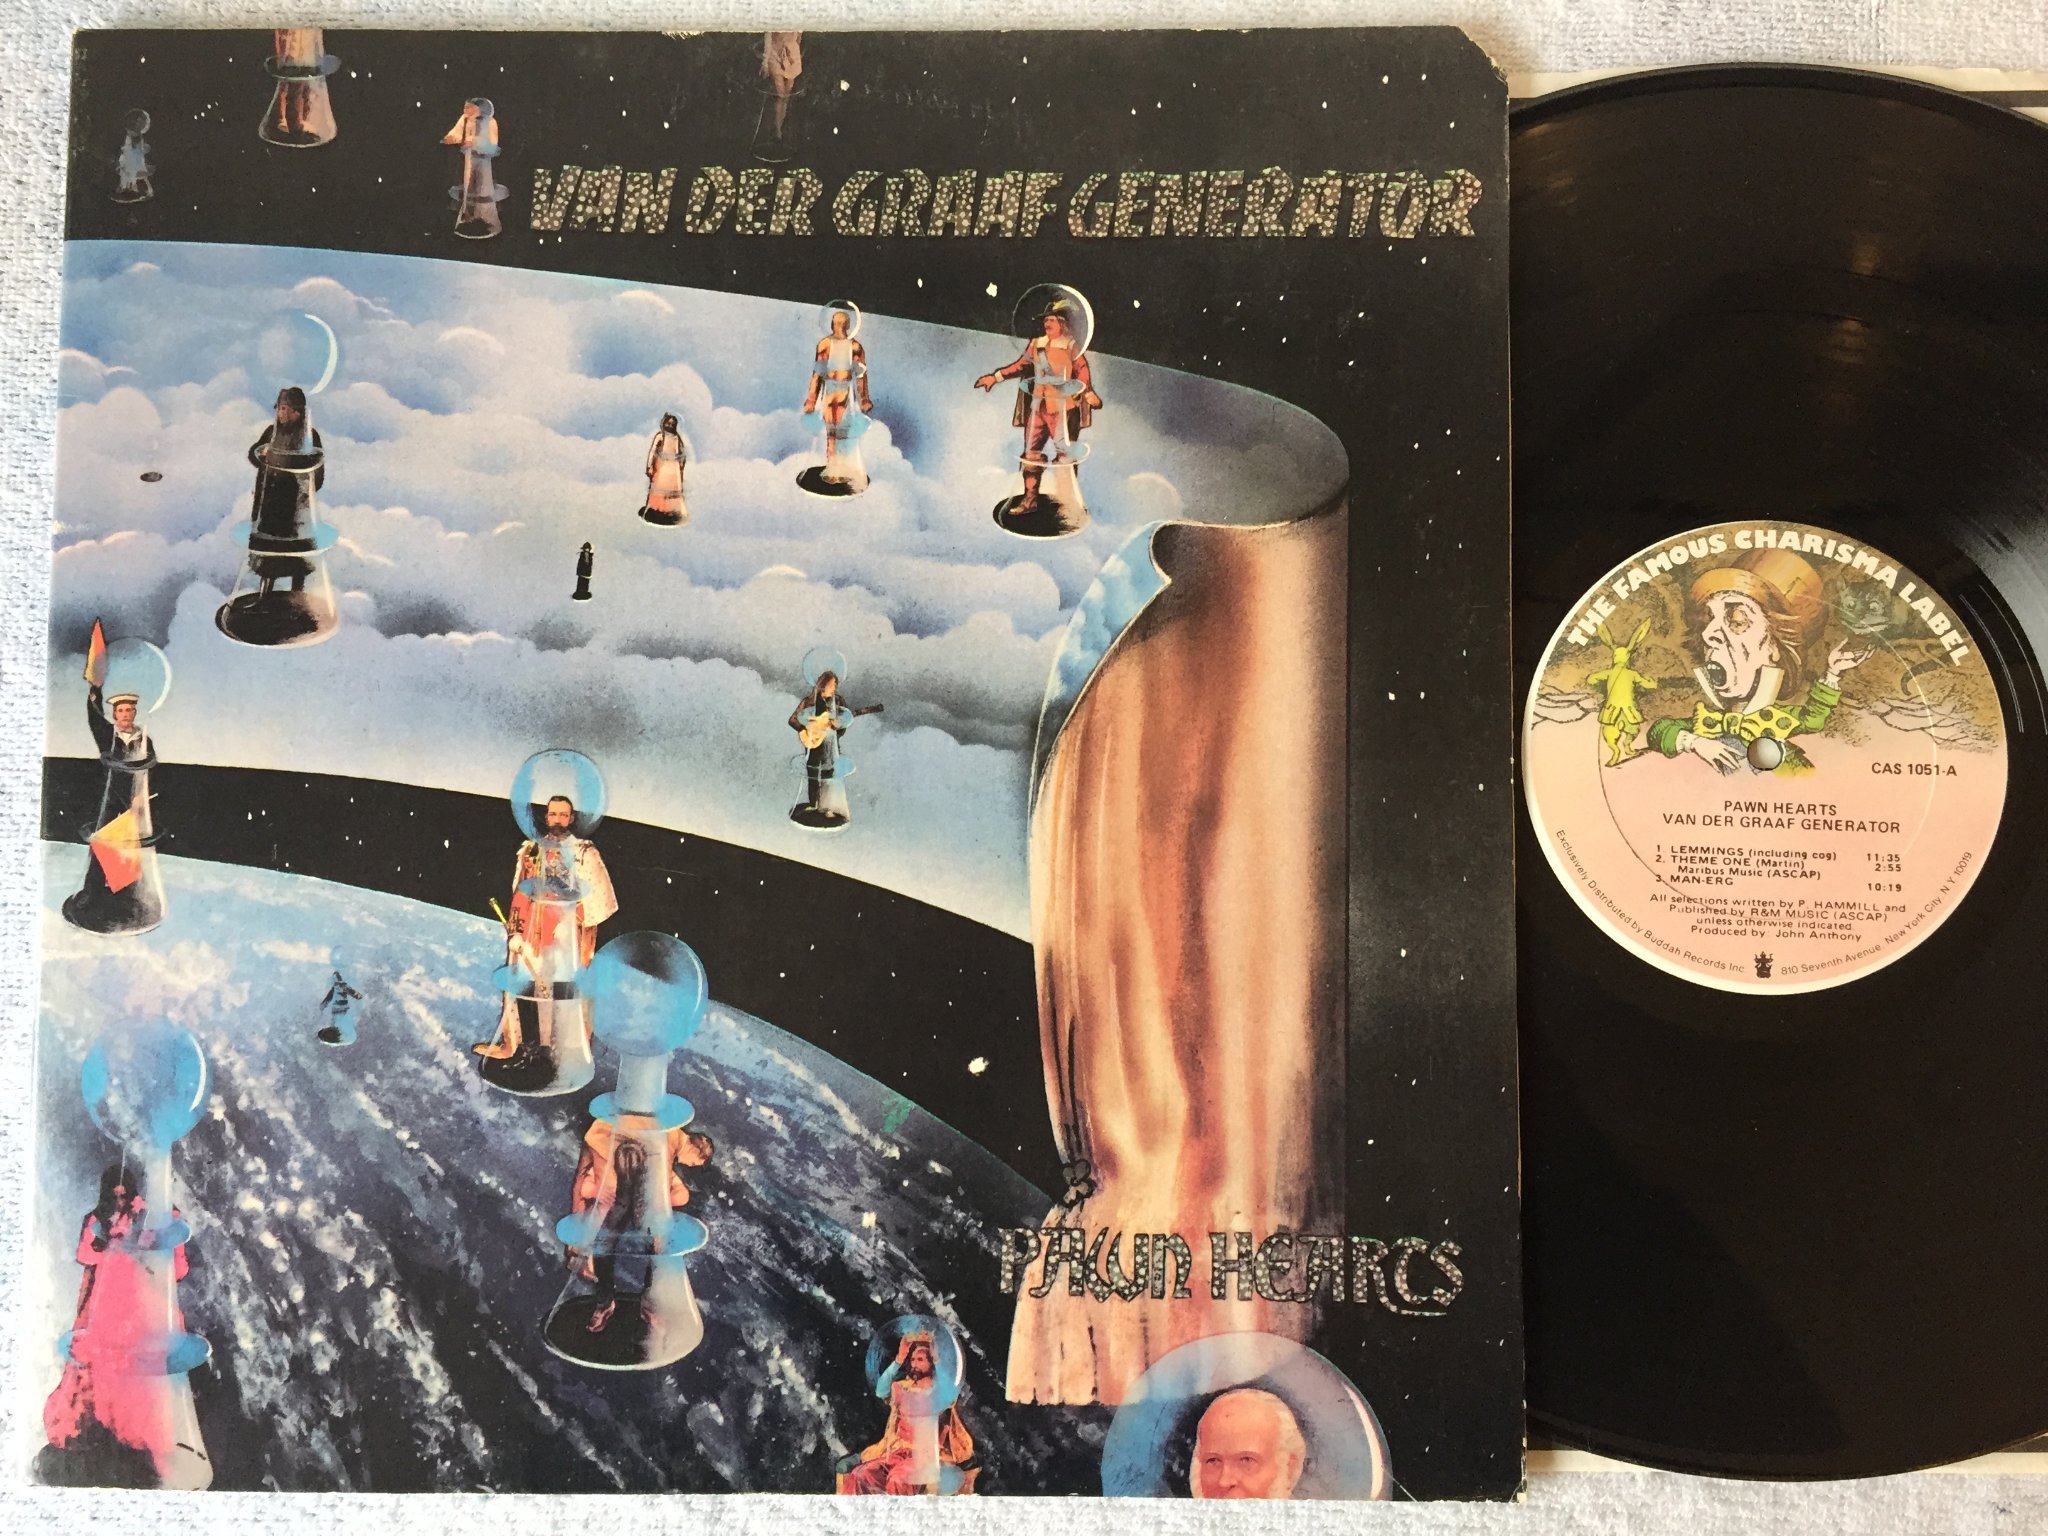 VAN DER GRAAF GENERATOR
PAWN HEARTS
THE FAMOUS CHARISMA LABEL
CAS 1051-A
PAWN HEARTS
VAN DER GRAAF GENERATOR
1. LEMMINGS (including cog) 11:35
2. THEME ONE (Martin) 2:55
Maribus Music (ASCAP)
3. MAN-ERG 10:19
All selections written by P. HAMMILL and
Published by R&M MUSIC (ASCAP)
unless otherwise indicated.
Produced by: John Anthony
Exclusively Distributed by Buddah Records Inc. 810 Seventh Avenue, New York City, N.Y. 10019